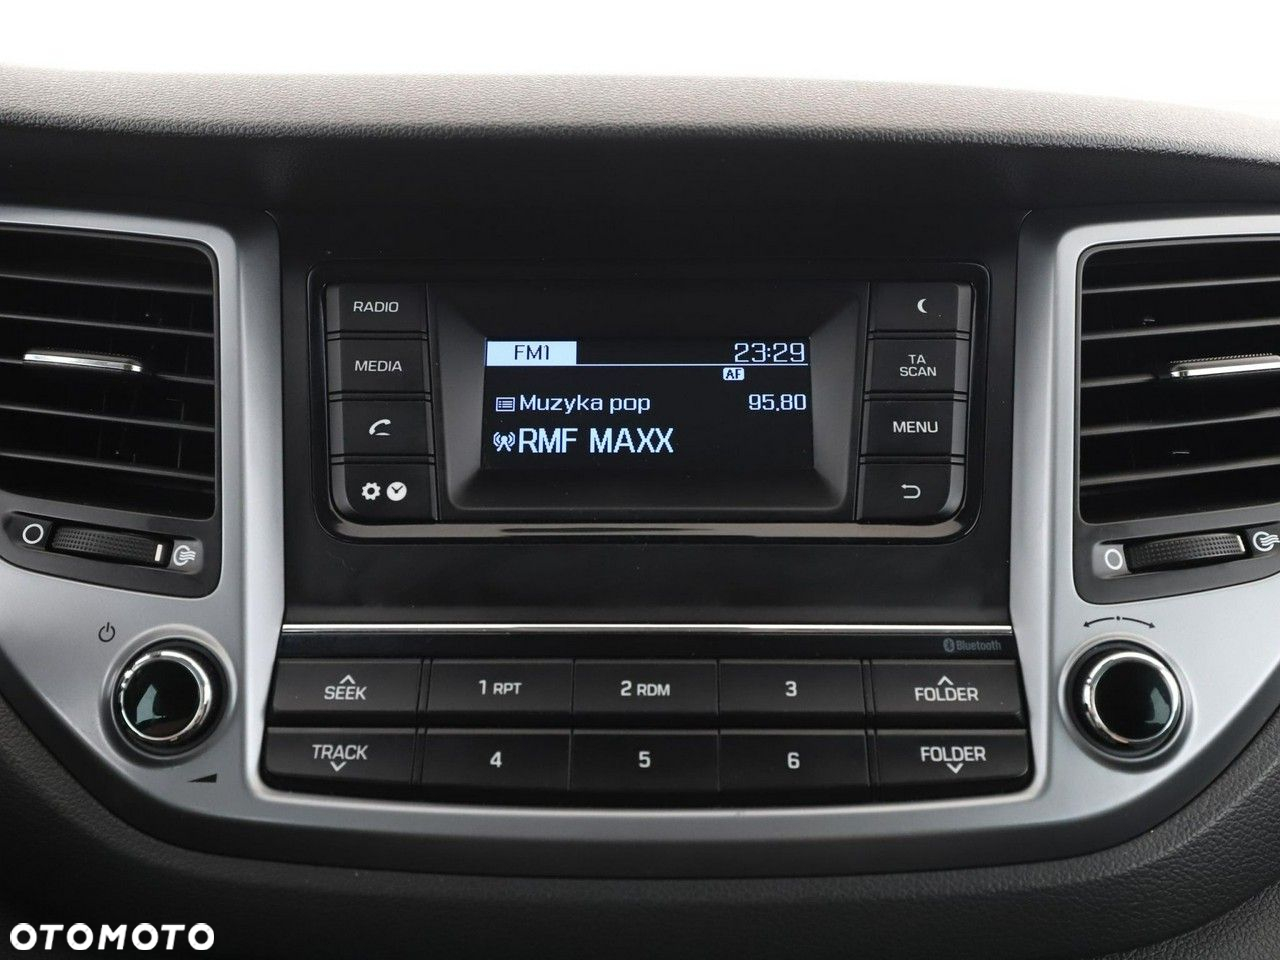 RADIO
MEDIA
FM1 23:29
AF
Muzyka pop 95.80
RMF MAXX
TA
SCAN
MENU
Bluetooth
SEEK 1 RPT 2 RDM 3 FOLDER
TRACK 4 5 6 FOLDER
OTOMOTO